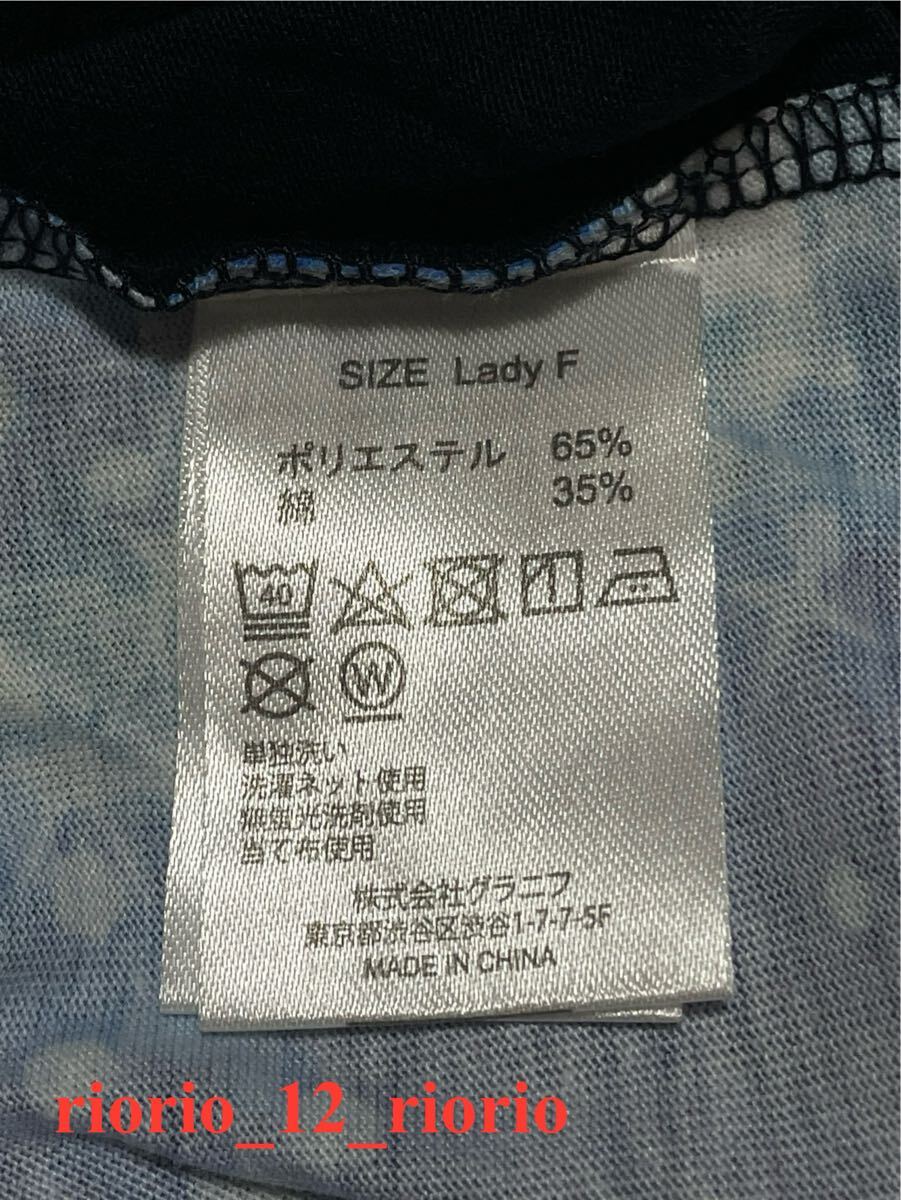 SIZE Lady F
ポリエステル 65%
綿 35%
40
W
単独洗い
洗濯ネット使用
無蛍光洗剤使用
当て布使用
株式会社グラニフ
東京都渋谷区渋谷1-7-7-5F
MADE IN CHINA
riorio_12_riorio